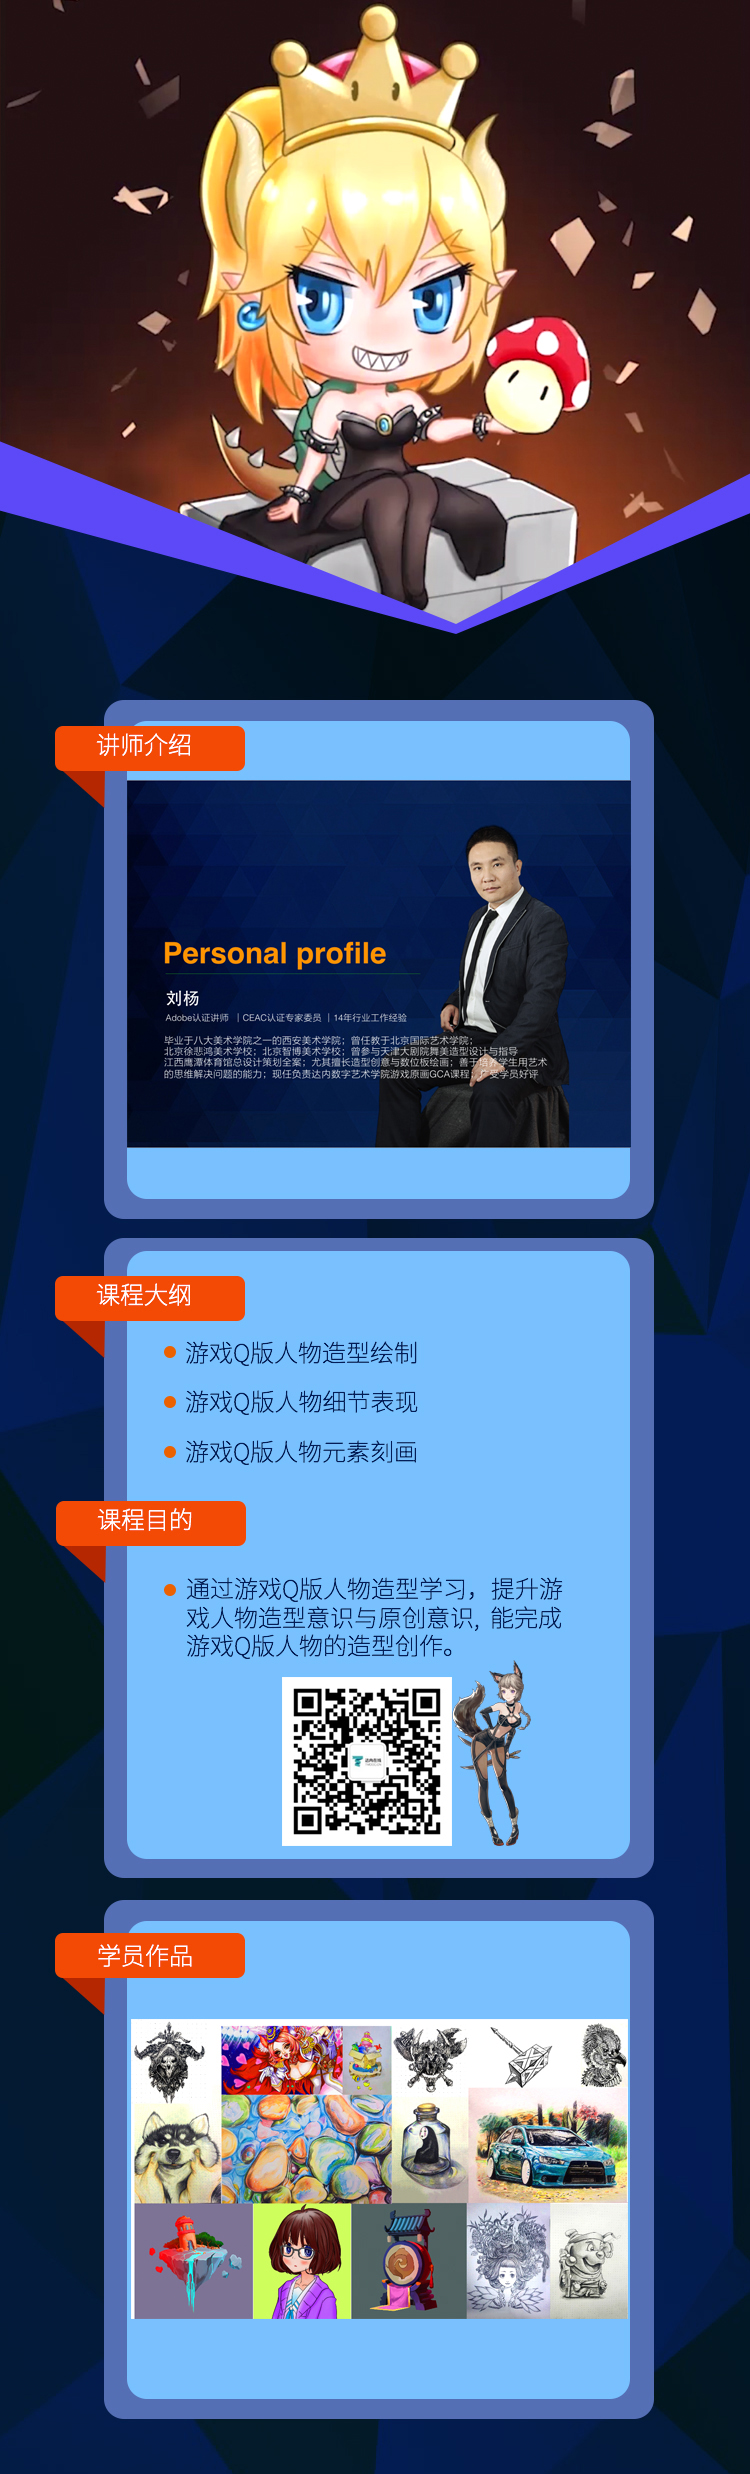 讲师介绍
Personal profile
刘杨
Adobe认证讲师 | CEAC认证专家委员 | 14年行业工作经验
毕业于八大美术学院之一的西安美术学院；曾任教于北京国际艺术学院；
北京徐悲鸿美术学校；北京智博美术学校；曾参与天津大剧院舞美造型设计与指导
江西鹰潭体育馆总设计策划全案；尤其擅长造型创意与数位板绘画；善于培养学生用艺术
的思维解决问题的能力；现任负责达内数字艺术学院游戏原画GCA课程；广受学员好评
课程大纲
游戏Q版人物造型绘制
游戏Q版人物细节表现
游戏Q版人物元素刻画
课程目的
通过游戏Q版人物造型学习，提升游
戏人物造型意识与原创意识, 能完成
游戏Q版人物的造型创作。
学员作品